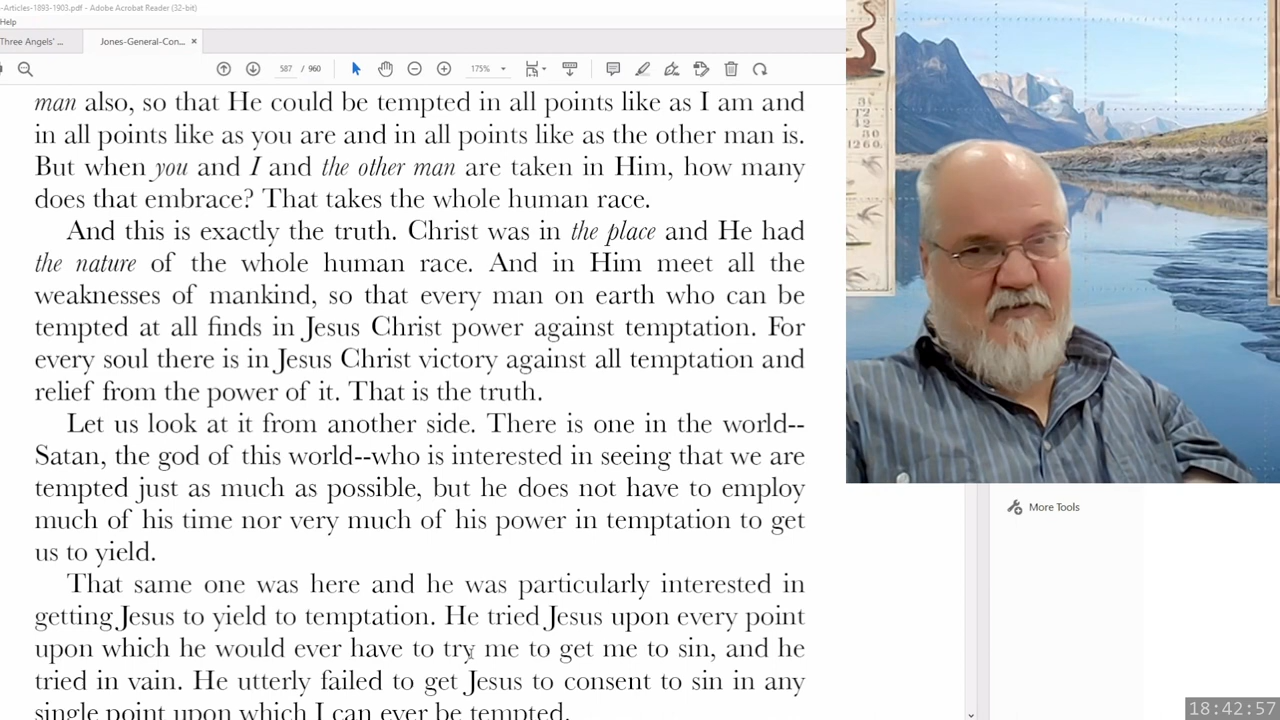 -Articles-1893-1903.pdf - Adobe Acrobat Reader (32-bit)
Help
Three Angels' ...
Jones-General-Con... ×
587 960
175%
man also, so that He could be tempted in all points like as I am and
in all points like as you are and in all points like as the other man is.
But when you and I and the other man are taken in Him, how many
does that embrace? That takes the whole human race.
And this is exactly the truth. Christ was in the place and He had
the nature of the whole human race. And in Him meet all the
weaknesses of mankind, so that every man on earth who can be
tempted at all finds in Jesus Christ power against temptation. For
every soul there is in Jesus Christ victory against all temptation and
relief from the power of it. That is the truth.
Let us look at it from another side. There is one in the world--
Satan, the god of this world--who is interested in seeing that we are
tempted just as much as possible, but he does not have to employ
much of his time nor very much of his power in temptation to get
us to yield.
That same one was here and he was particularly interested in
getting Jesus to yield to temptation. He tried Jesus upon every point
upon which he would ever have to try me to get me to sin, and he
tried in vain. He utterly failed to get Jesus to consent to sin in any
single point upon which I can ever be tempted.
1260
More Tools
18:42:57